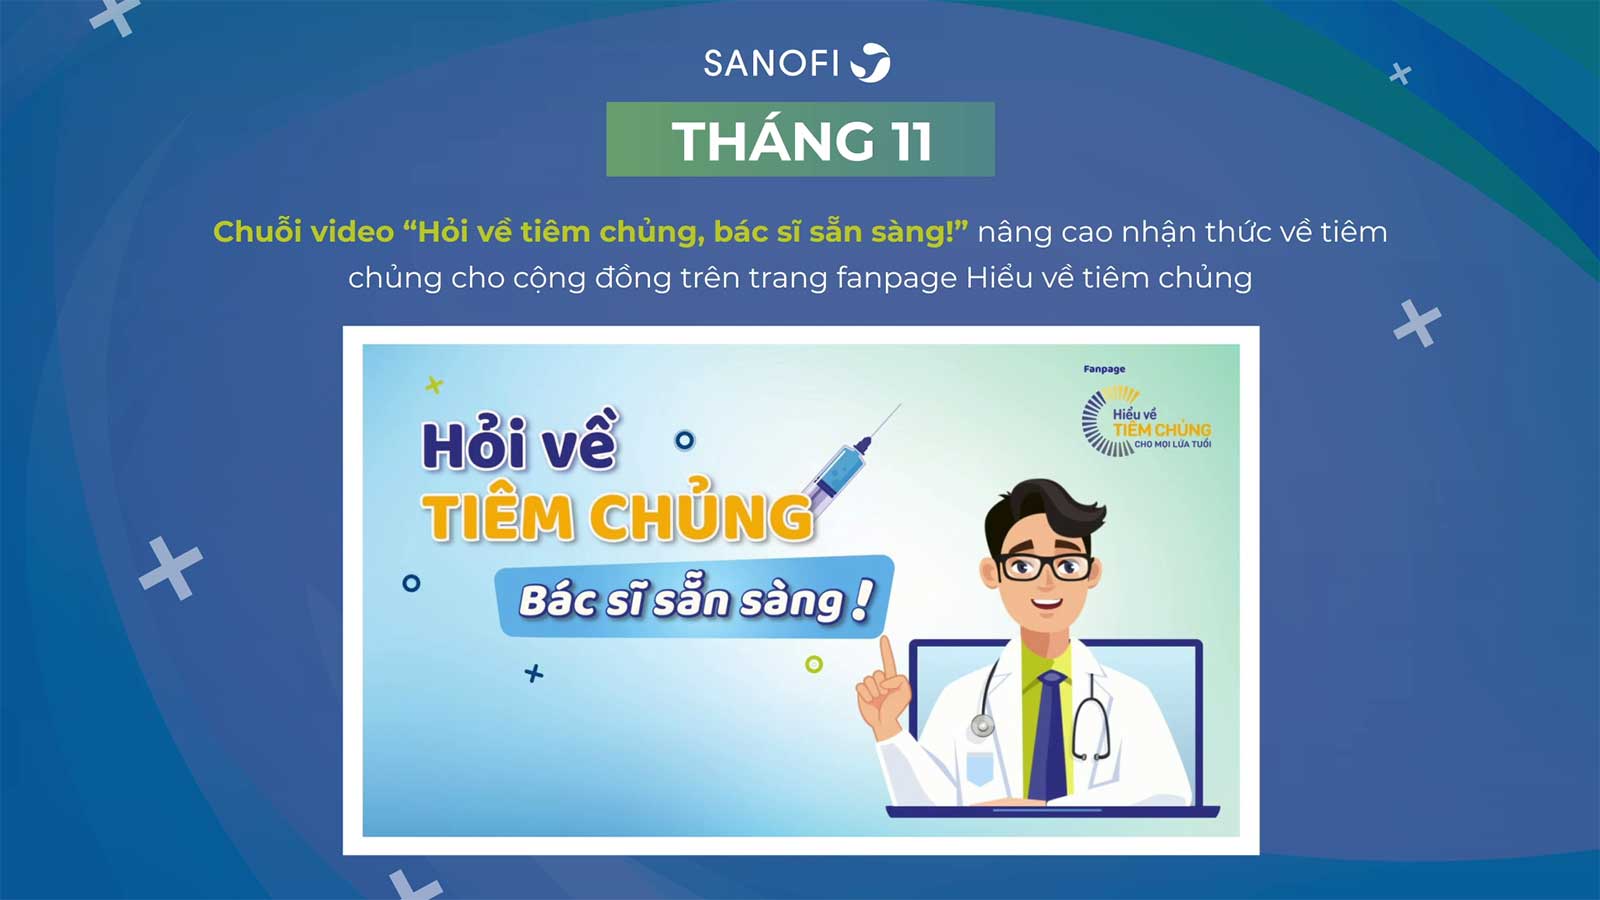 SANOFI
THÁNG 11
Chuỗi video “Hỏi về tiêm chủng, bác sĩ sẵn sàng!” nâng cao nhận thức về tiêm
chủng cho cộng đồng trên trang fanpage Hiểu về tiêm chủng
Fanpage
Hiểu về
TIÊM CHỦNG
CHO MỌI LỨA TUỔI
Hỏi về
TIÊM CHỦNG
Bác sĩ sẵn sàng !